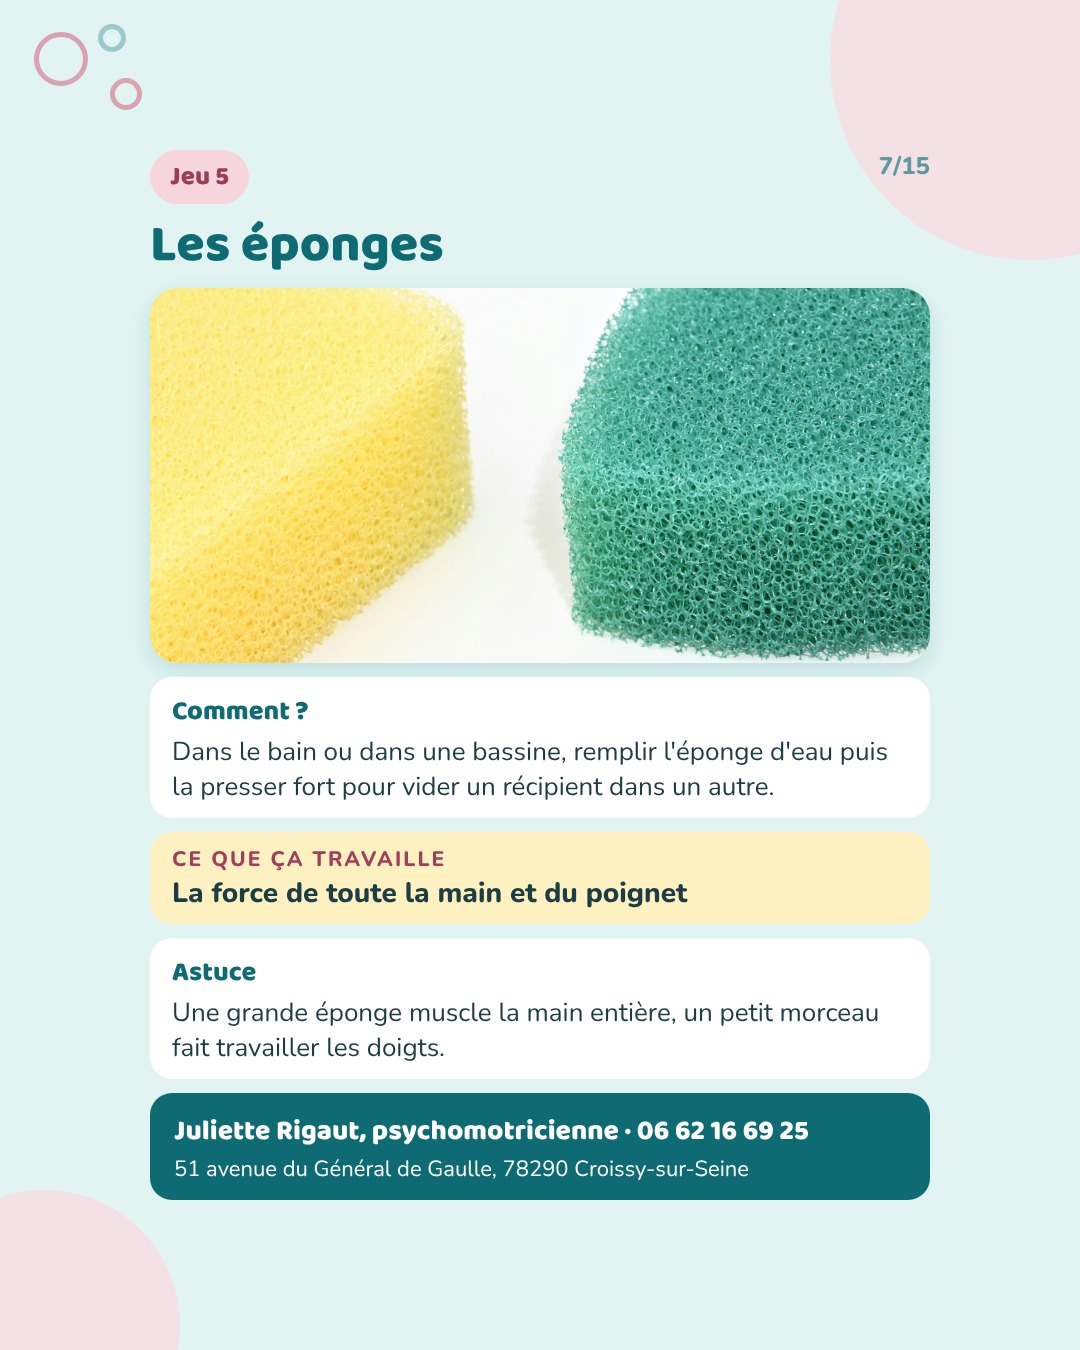 Jeu 5
7/15
Les éponges
Comment ?
Dans le bain ou dans une bassine, remplir l'éponge d'eau puis
la presser fort pour vider un récipient dans un autre.
CE QUE ÇA TRAVAILLE
La force de toute la main et du poignet
Astuce
Une grande éponge muscle la main entière, un petit morceau
fait travailler les doigts.
Juliette Rigaut, psychomotricienne · 06 62 16 69 25
51 avenue du Général de Gaulle, 78290 Croissy-sur-Seine